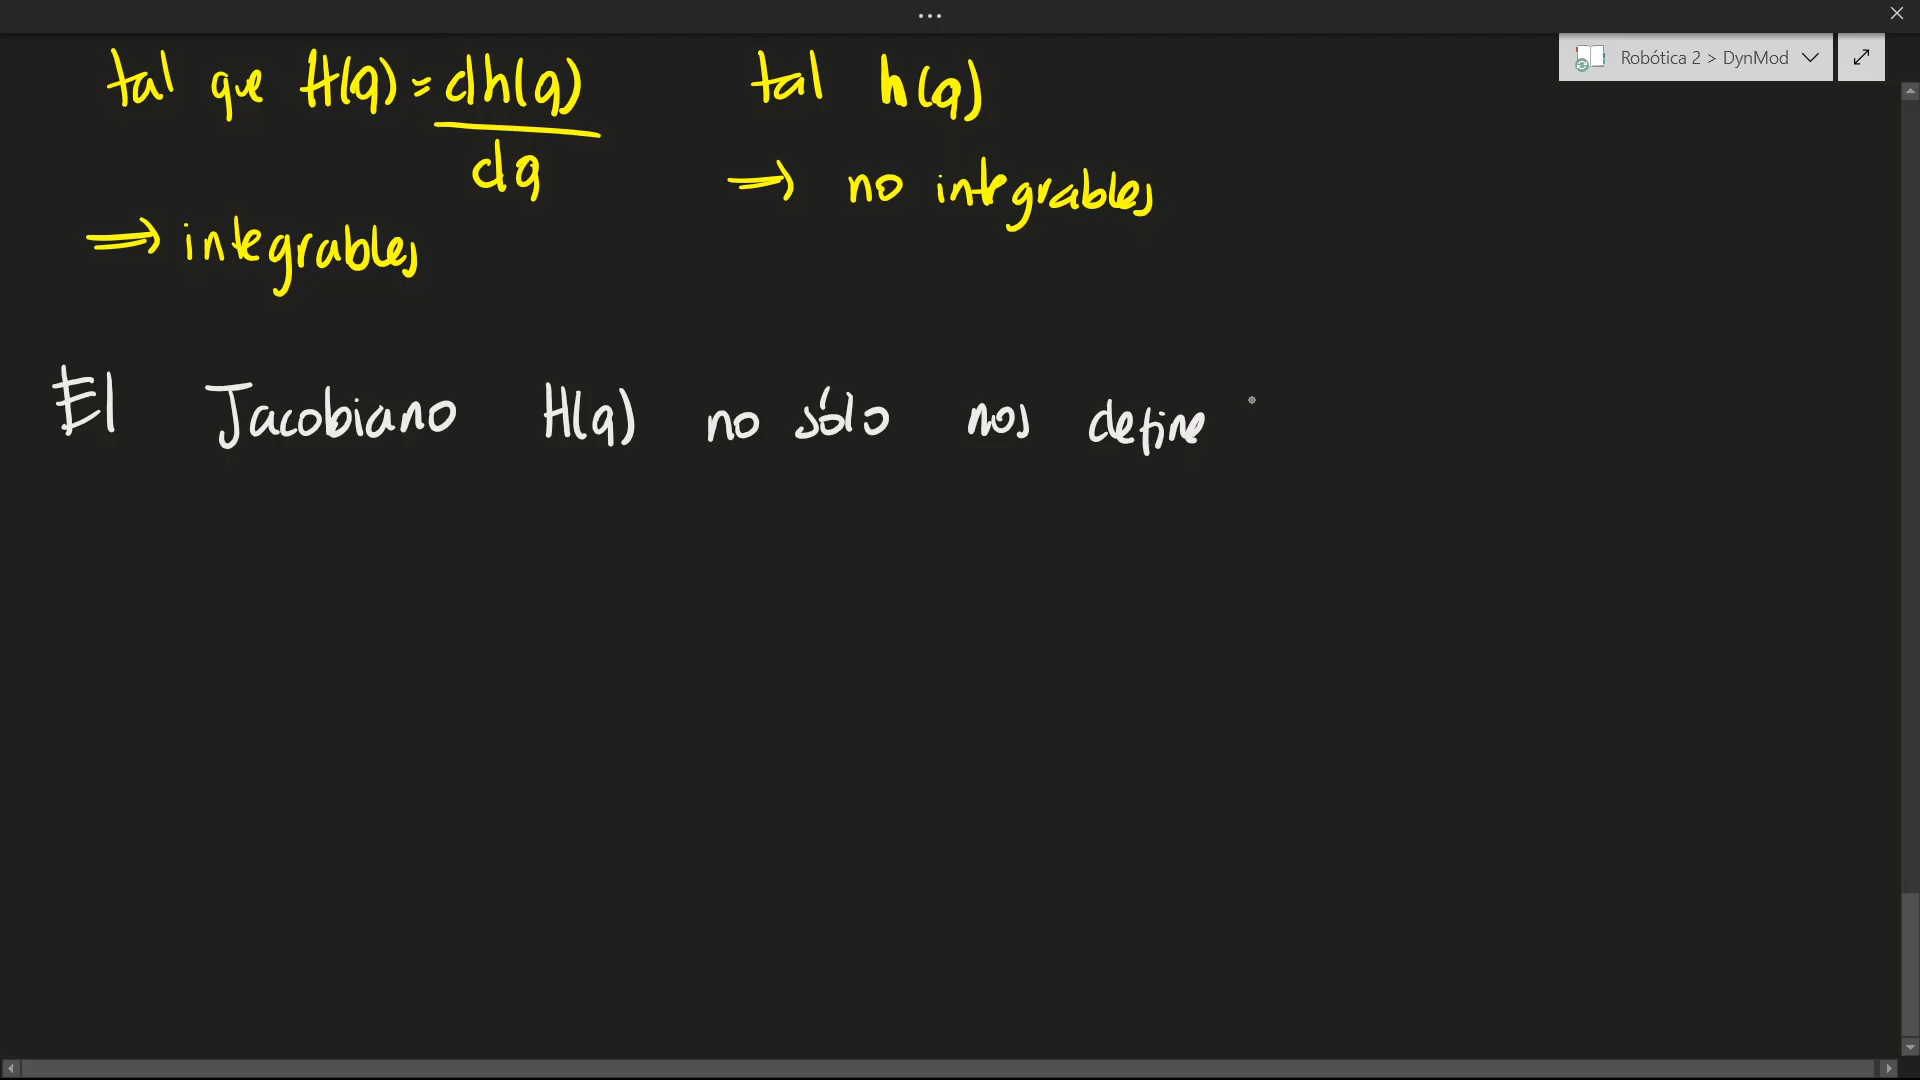 Robótica 2 > DynMod
tal que H(q) = dh(q)
dq
⇒ integrables
tal h(q)
⇒ no integrables
El Jacobiano H(q) no sólo nos define